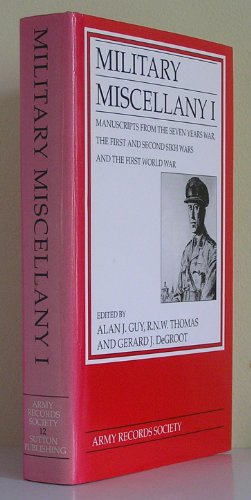 MILITARY MISCELLANY I
ARMY
RECORDS
SOCIETY
12
SUTTON
PUBLISHING
MILITARY
MISCELLANY I
MANUSCRIPTS FROM THE SEVEN YEARS WAR,
THE FIRST AND SECOND SIKH WARS
AND THE FIRST WORLD WAR
EDITED BY
ALAN J. GUY, R.N.W. THOMAS
AND GERARD J. DeGROOT
ARMY RECORDS SOCIETY